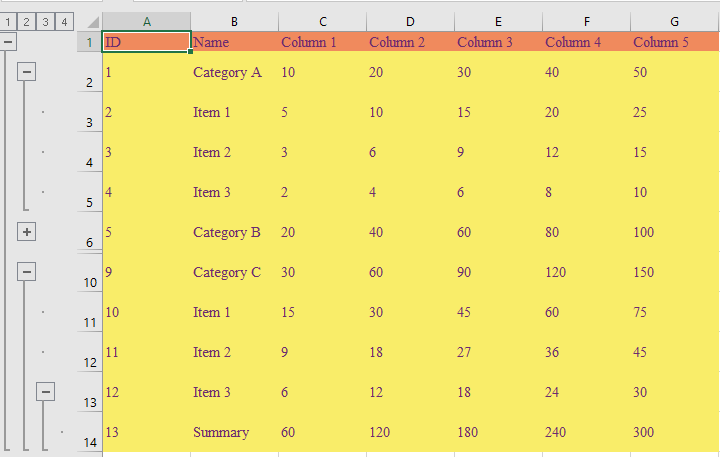 1 2 3 4 A B C D E F G
1 ID Name Column 1 Column 2 Column 3 Column 4 Column 5
2 1 Category A 10 20 30 40 50
3 2 Item 1 5 10 15 20 25
4 3 Item 2 3 6 9 12 15
5 4 Item 3 2 4 6 8 10
6 5 Category B 20 40 60 80 100
10 9 Category C 30 60 90 120 150
11 10 Item 1 15 30 45 60 75
12 11 Item 2 9 18 27 36 45
13 12 Item 3 6 12 18 24 30
14 13 Summary 60 120 180 240 300